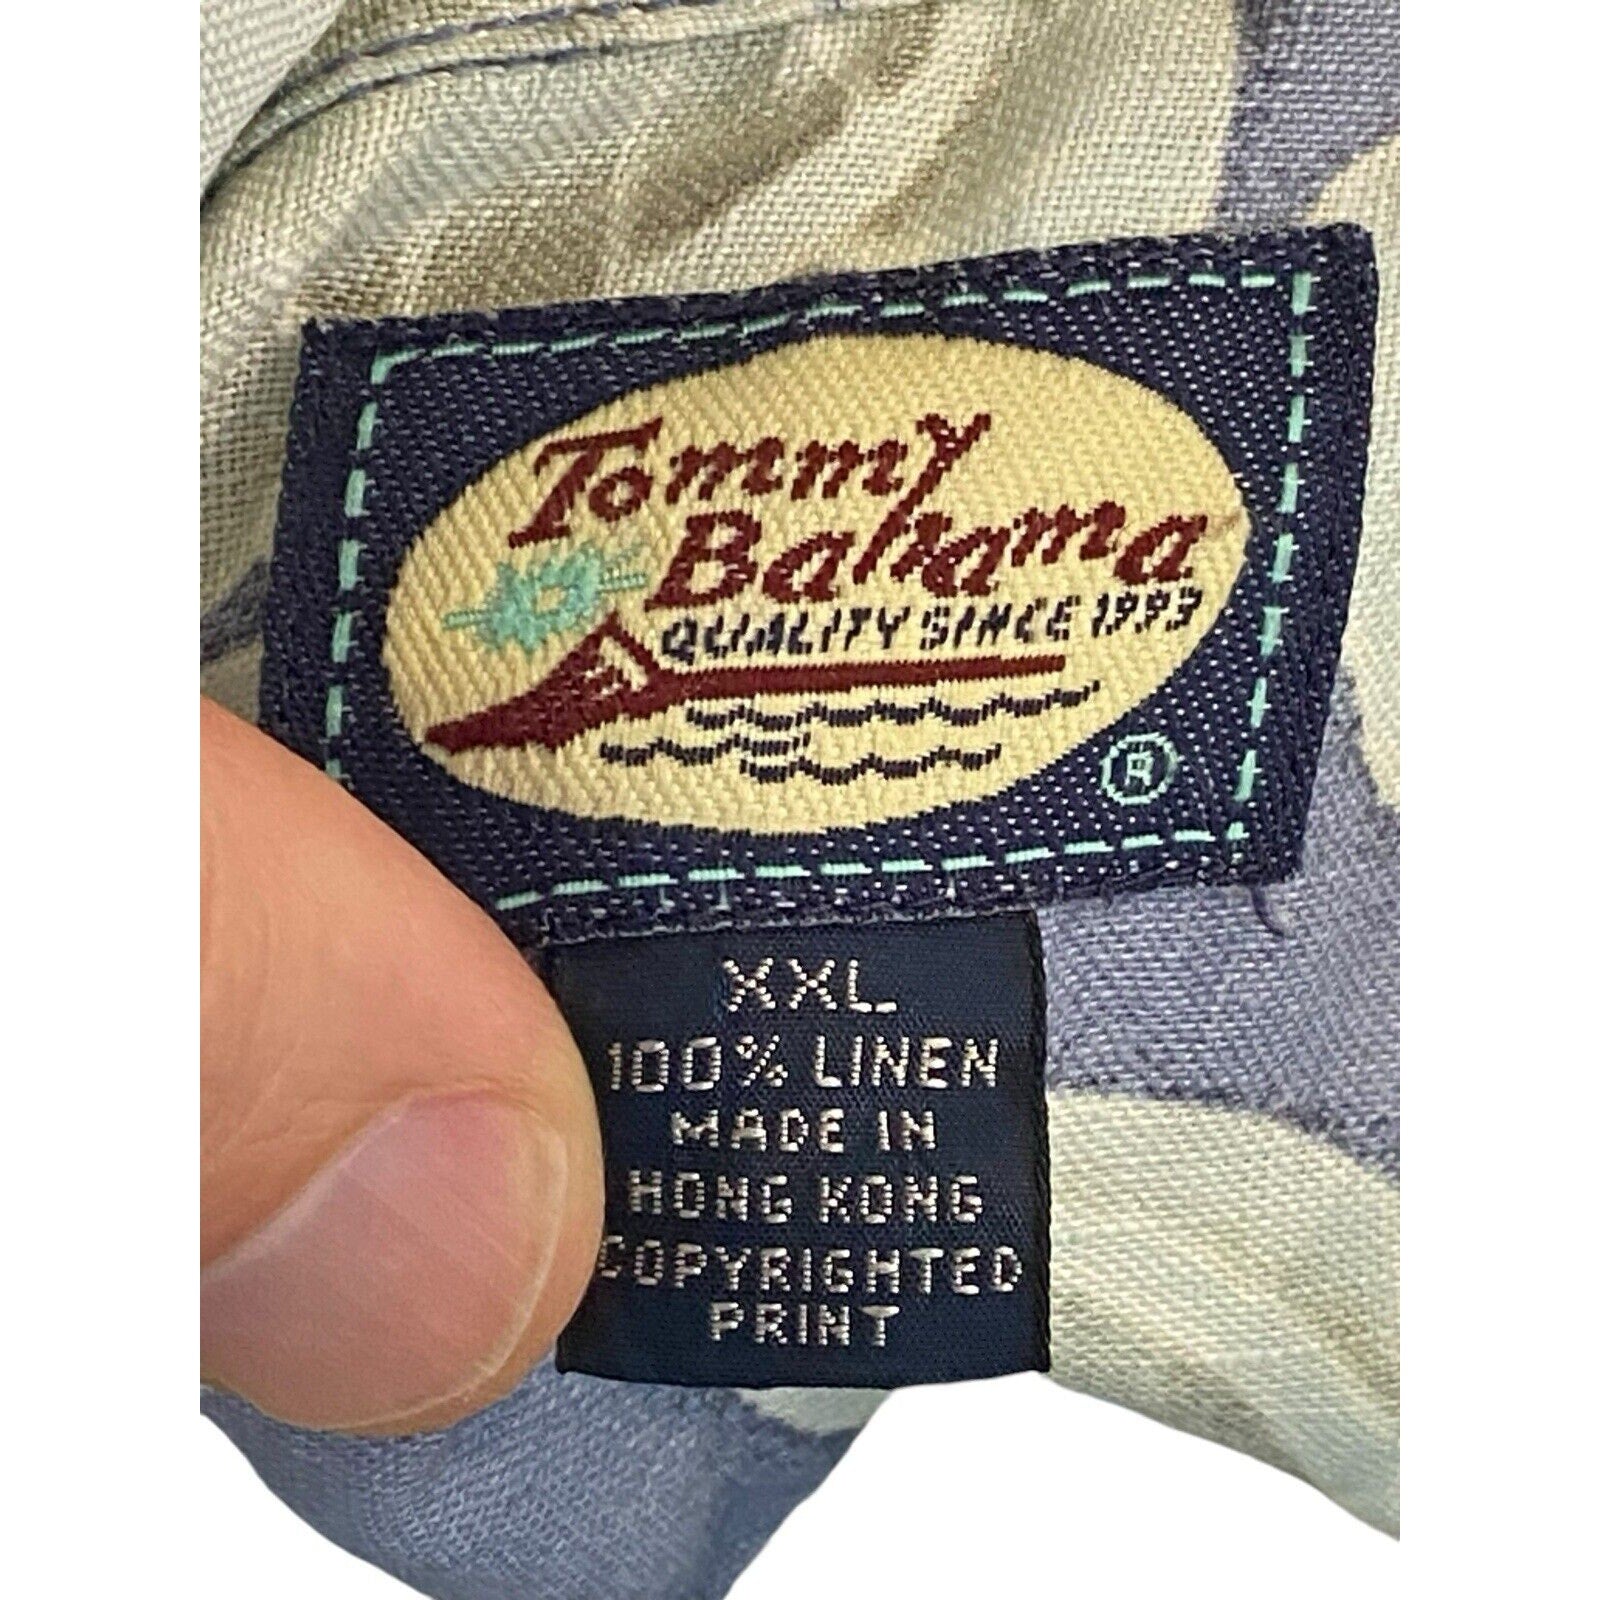 Tommy
Bahama
QUALITY SINCE 1993
®
XXL
100% LINEN
MADE IN
HONG KONG
COPYRIGHTED
PRINT